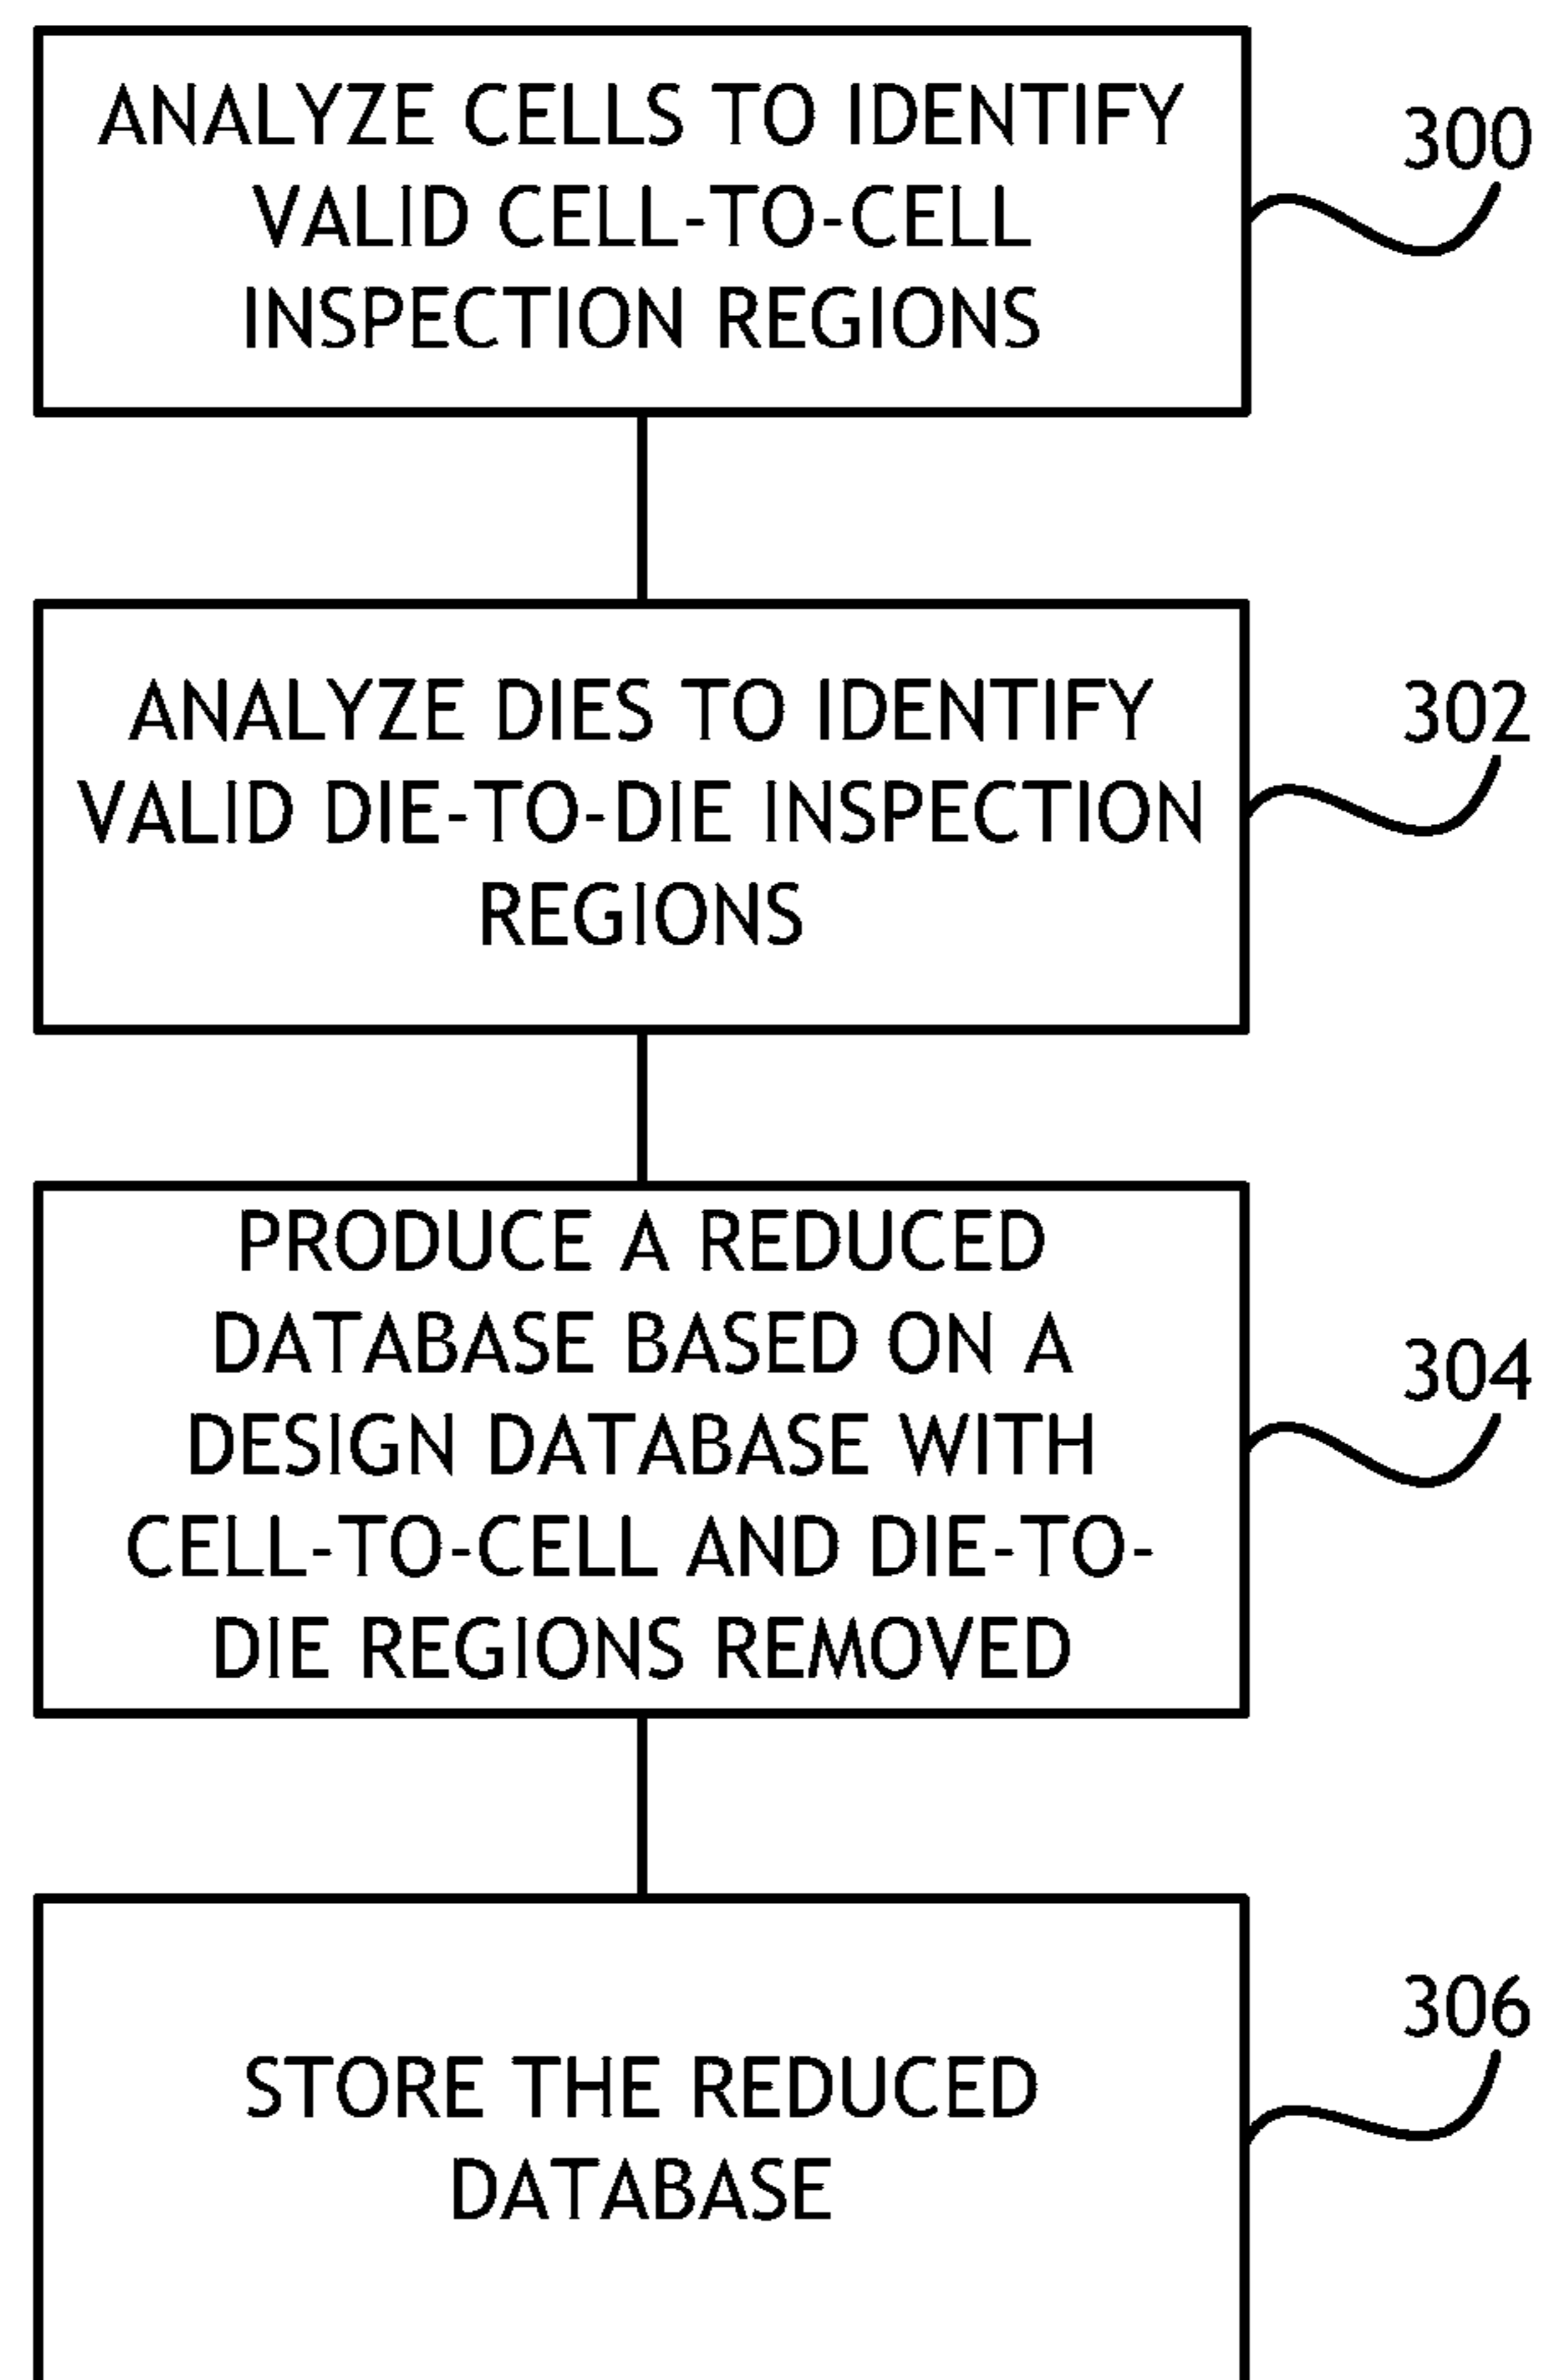 ANALYZE CELLS TO IDENTIFY
VALID CELL-TO-CELL
INSPECTION REGIONS
300
ANALYZE DIES TO IDENTIFY
VALID DIE-TO-DIE INSPECTION
REGIONS
302
PRODUCE A REDUCED
DATABASE BASED ON A
DESIGN DATABASE WITH
CELL-TO-CELL AND DIE-TO-
DIE REGIONS REMOVED
304
STORE THE REDUCED
DATABASE
306